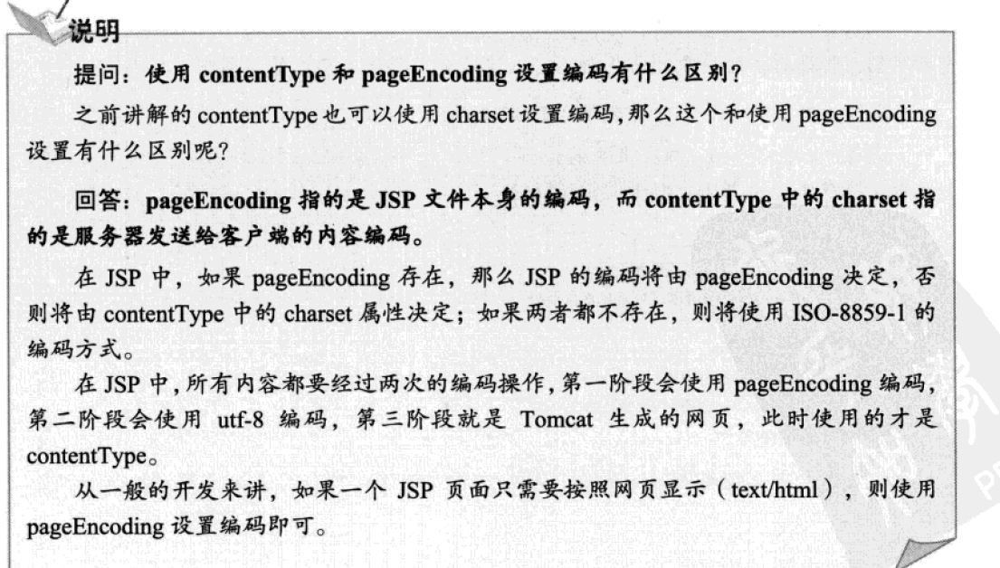 说明
提问：使用 contentType 和 pageEncoding 设置编码有什么区别？
之前讲解的 contentType 也可以使用 charset 设置编码，那么这个和使用 pageEncoding
设置有什么区别呢？
回答：pageEncoding 指的是 JSP 文件本身的编码，而 contentType 中的 charset 指
的是服务器发送给客户端的内容编码。
在 JSP 中，如果 pageEncoding 存在，那么 JSP 的编码将由 pageEncoding 决定，否
则将由 contentType 中的 charset 属性决定；如果两者都不存在，则将使用 ISO-8859-1 的
编码方式。
在 JSP 中，所有内容都要经过两次的编码操作，第一阶段会使用 pageEncoding 编码，
第二阶段会使用 utf-8 编码，第三阶段就是 Tomcat 生成的网页，此时使用的才是
contentType。
从一般的开发来讲，如果一个 JSP 页面只需要按照网页显示（text/html），则使用
pageEncoding 设置编码即可。